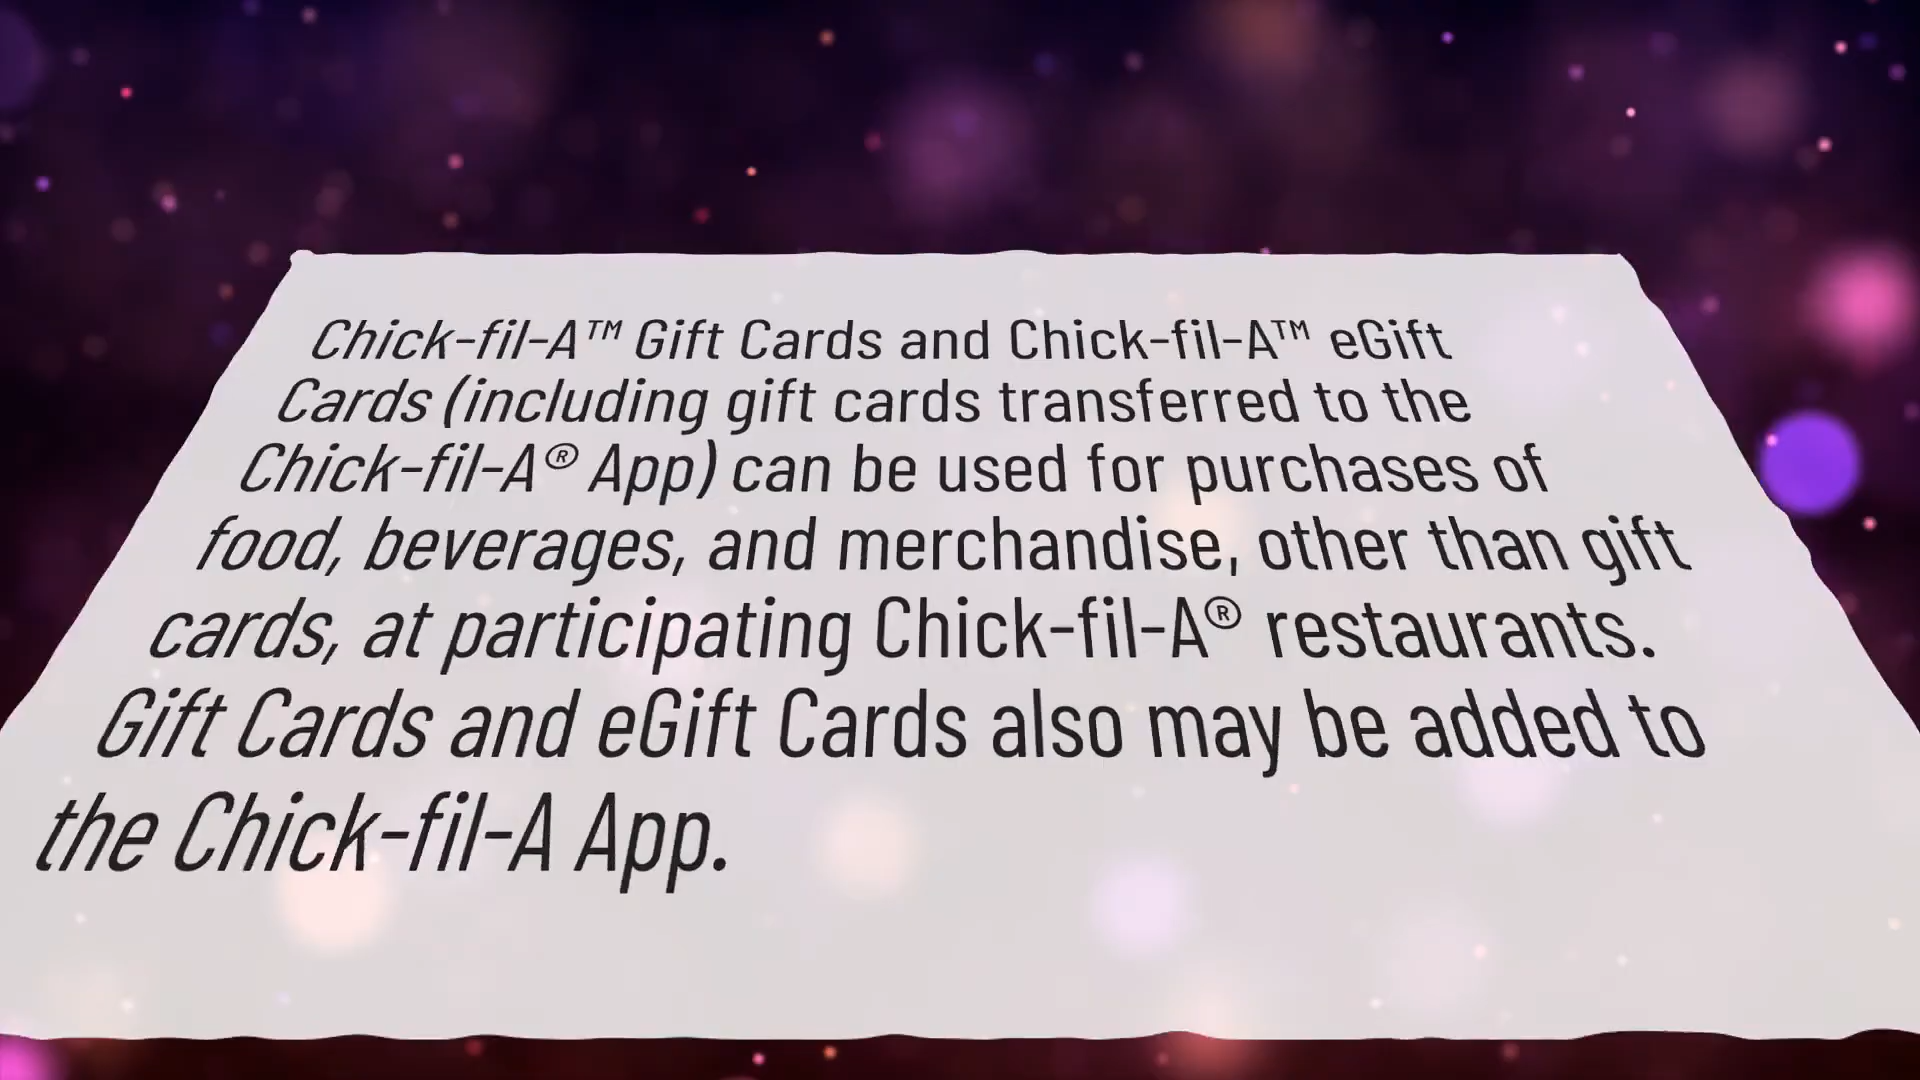 Chick-fil-A™ Gift Cards and Chick-fil-A™ eGift
Cards (including gift cards transferred to the
Chick-fil-A® App) can be used for purchases of
food, beverages, and merchandise, other than gift
cards, at participating Chick-fil-A® restaurants.
Gift Cards and eGift Cards also may be added to
the Chick-fil-A App.